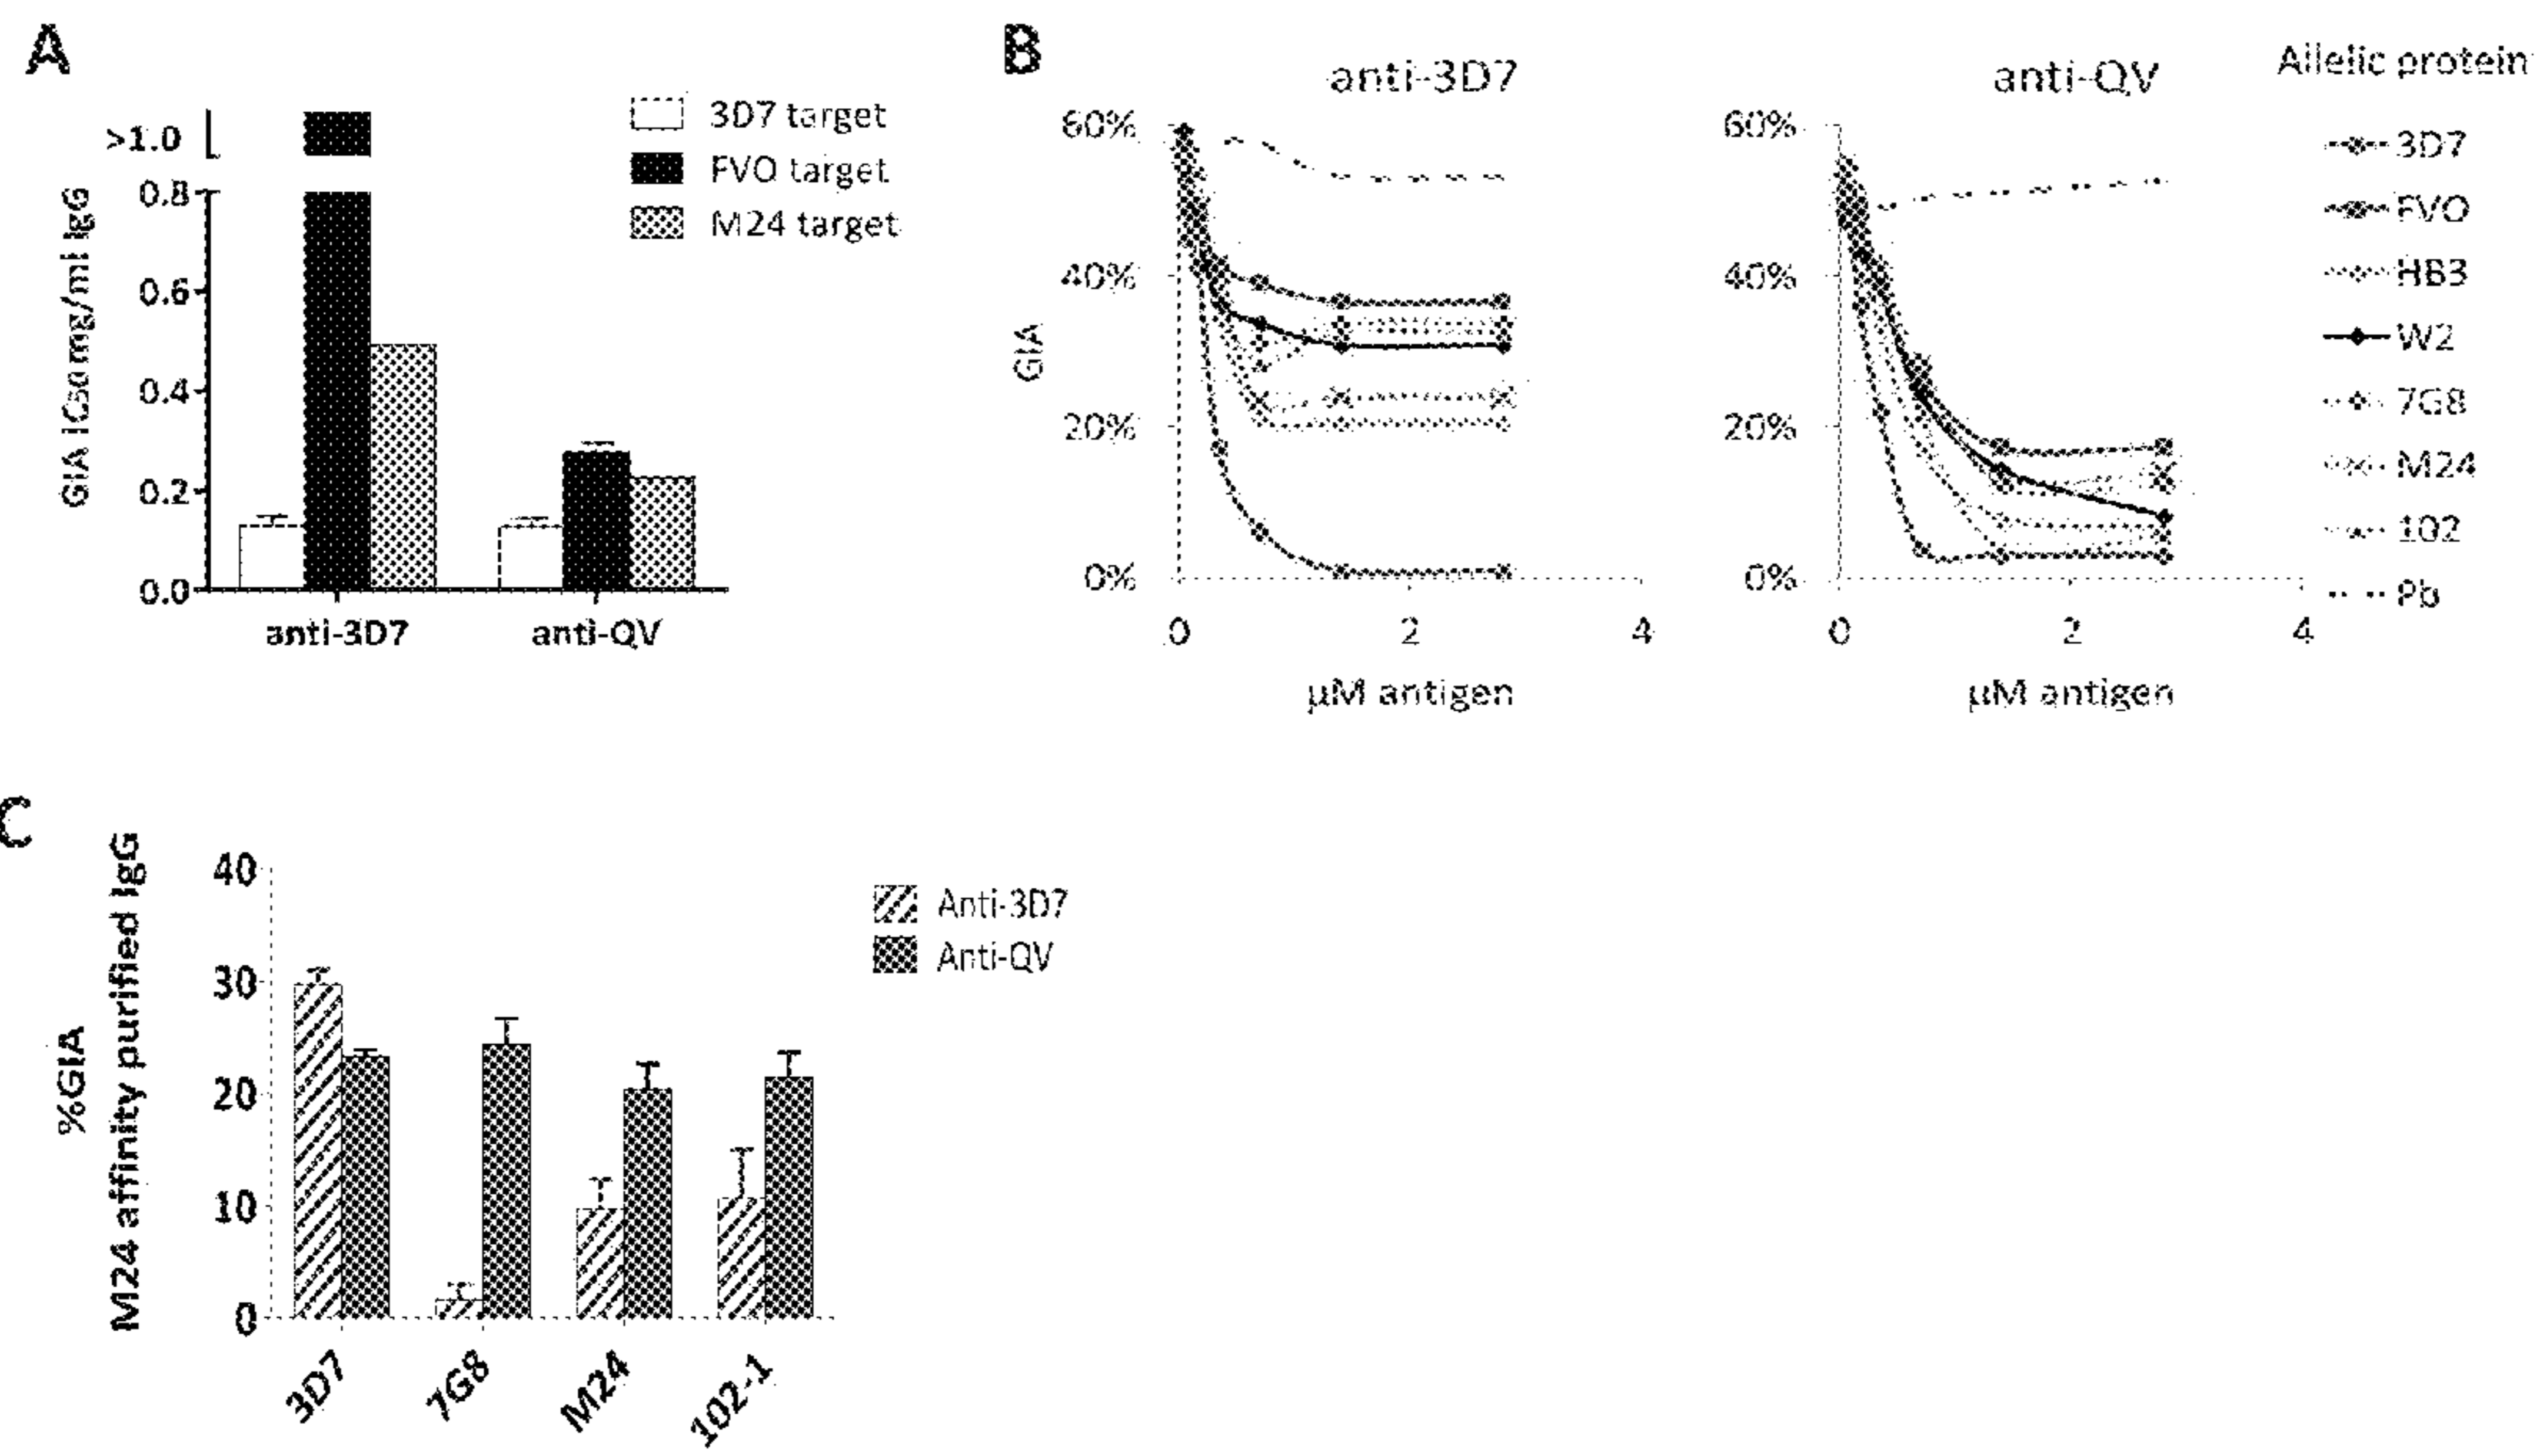 A
>1.0
0.8
0.6
0.4
0.2
0.0
GIA IC50 mg/ml IgG
anti-3D7
anti-QV
3D7 target
FVO target
M24 target
B
anti-3D7
60%
40%
20%
0%
GIA
0
2
4
µM antigen
anti-QV
60%
40%
20%
0%
0
2
4
µM antigen
Allelic protein
3D7
FVO
HB3
W2
7G8
M24
102
Pb
C
%GIA
M24 affinity purified IgG
40
30
20
10
0
3D7
7G8
M24
102-1
Anti-3D7
Anti-QV